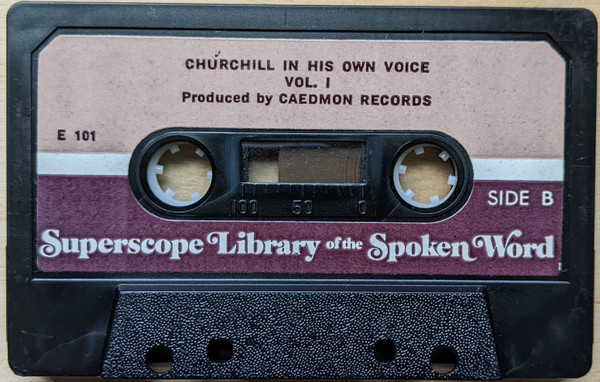 CHURCHILL IN HIS OWN VOICE
VOL. I
Produced by CAEDMON RECORDS
E 101
100 50 0
SIDE B
Superscope Library of the Spoken Word